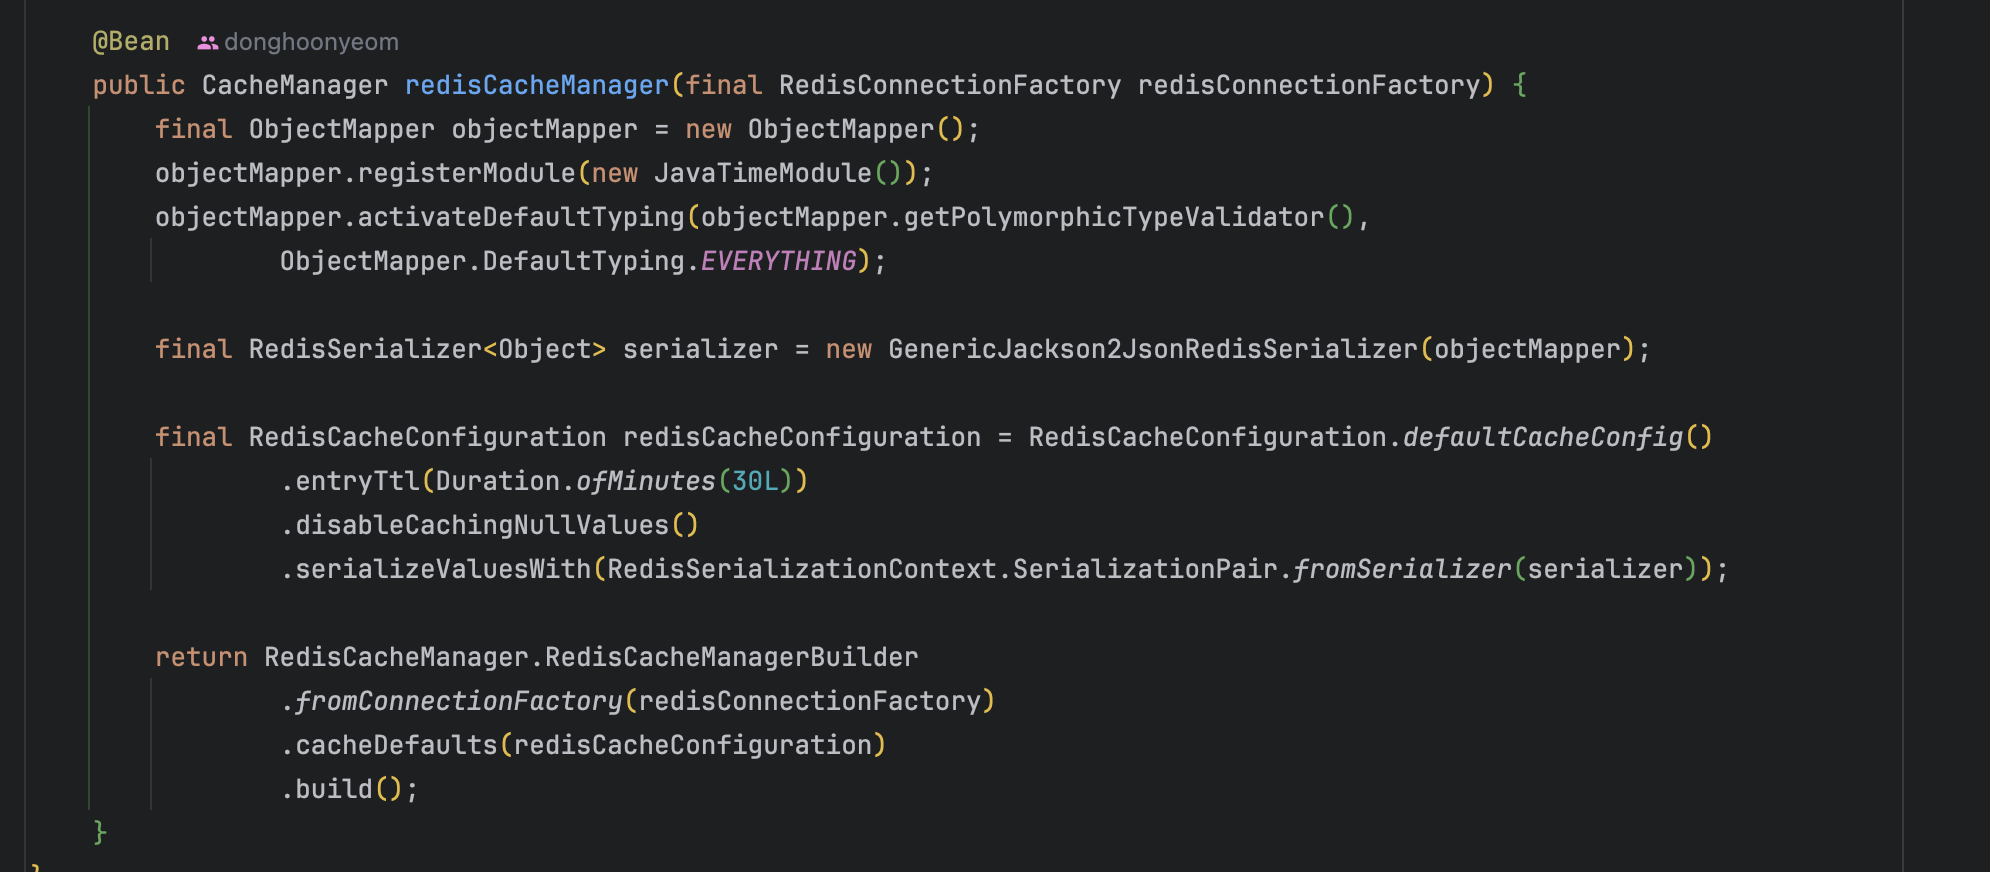 @Bean donghoonyeom
public CacheManager redisCacheManager(final RedisConnectionFactory redisConnectionFactory) {
final ObjectMapper objectMapper = new ObjectMapper();
objectMapper.registerModule(new JavaTimeModule());
objectMapper.activateDefaultTyping(objectMapper.getPolymorphicTypeValidator(),
ObjectMapper.DefaultTyping.EVERYTHING);
final RedisSerializer<Object> serializer = new GenericJackson2JsonRedisSerializer(objectMapper);
final RedisCacheConfiguration redisCacheConfiguration = RedisCacheConfiguration.defaultCacheConfig()
.entryTtl(Duration.ofMinutes(30L))
.disableCachingNullValues()
.serializeValuesWith(RedisSerializationContext.SerializationPair.fromSerializer(serializer));
return RedisCacheManager.RedisCacheManagerBuilder
.fromConnectionFactory(redisConnectionFactory)
.cacheDefaults(redisCacheConfiguration)
.build();
}
}